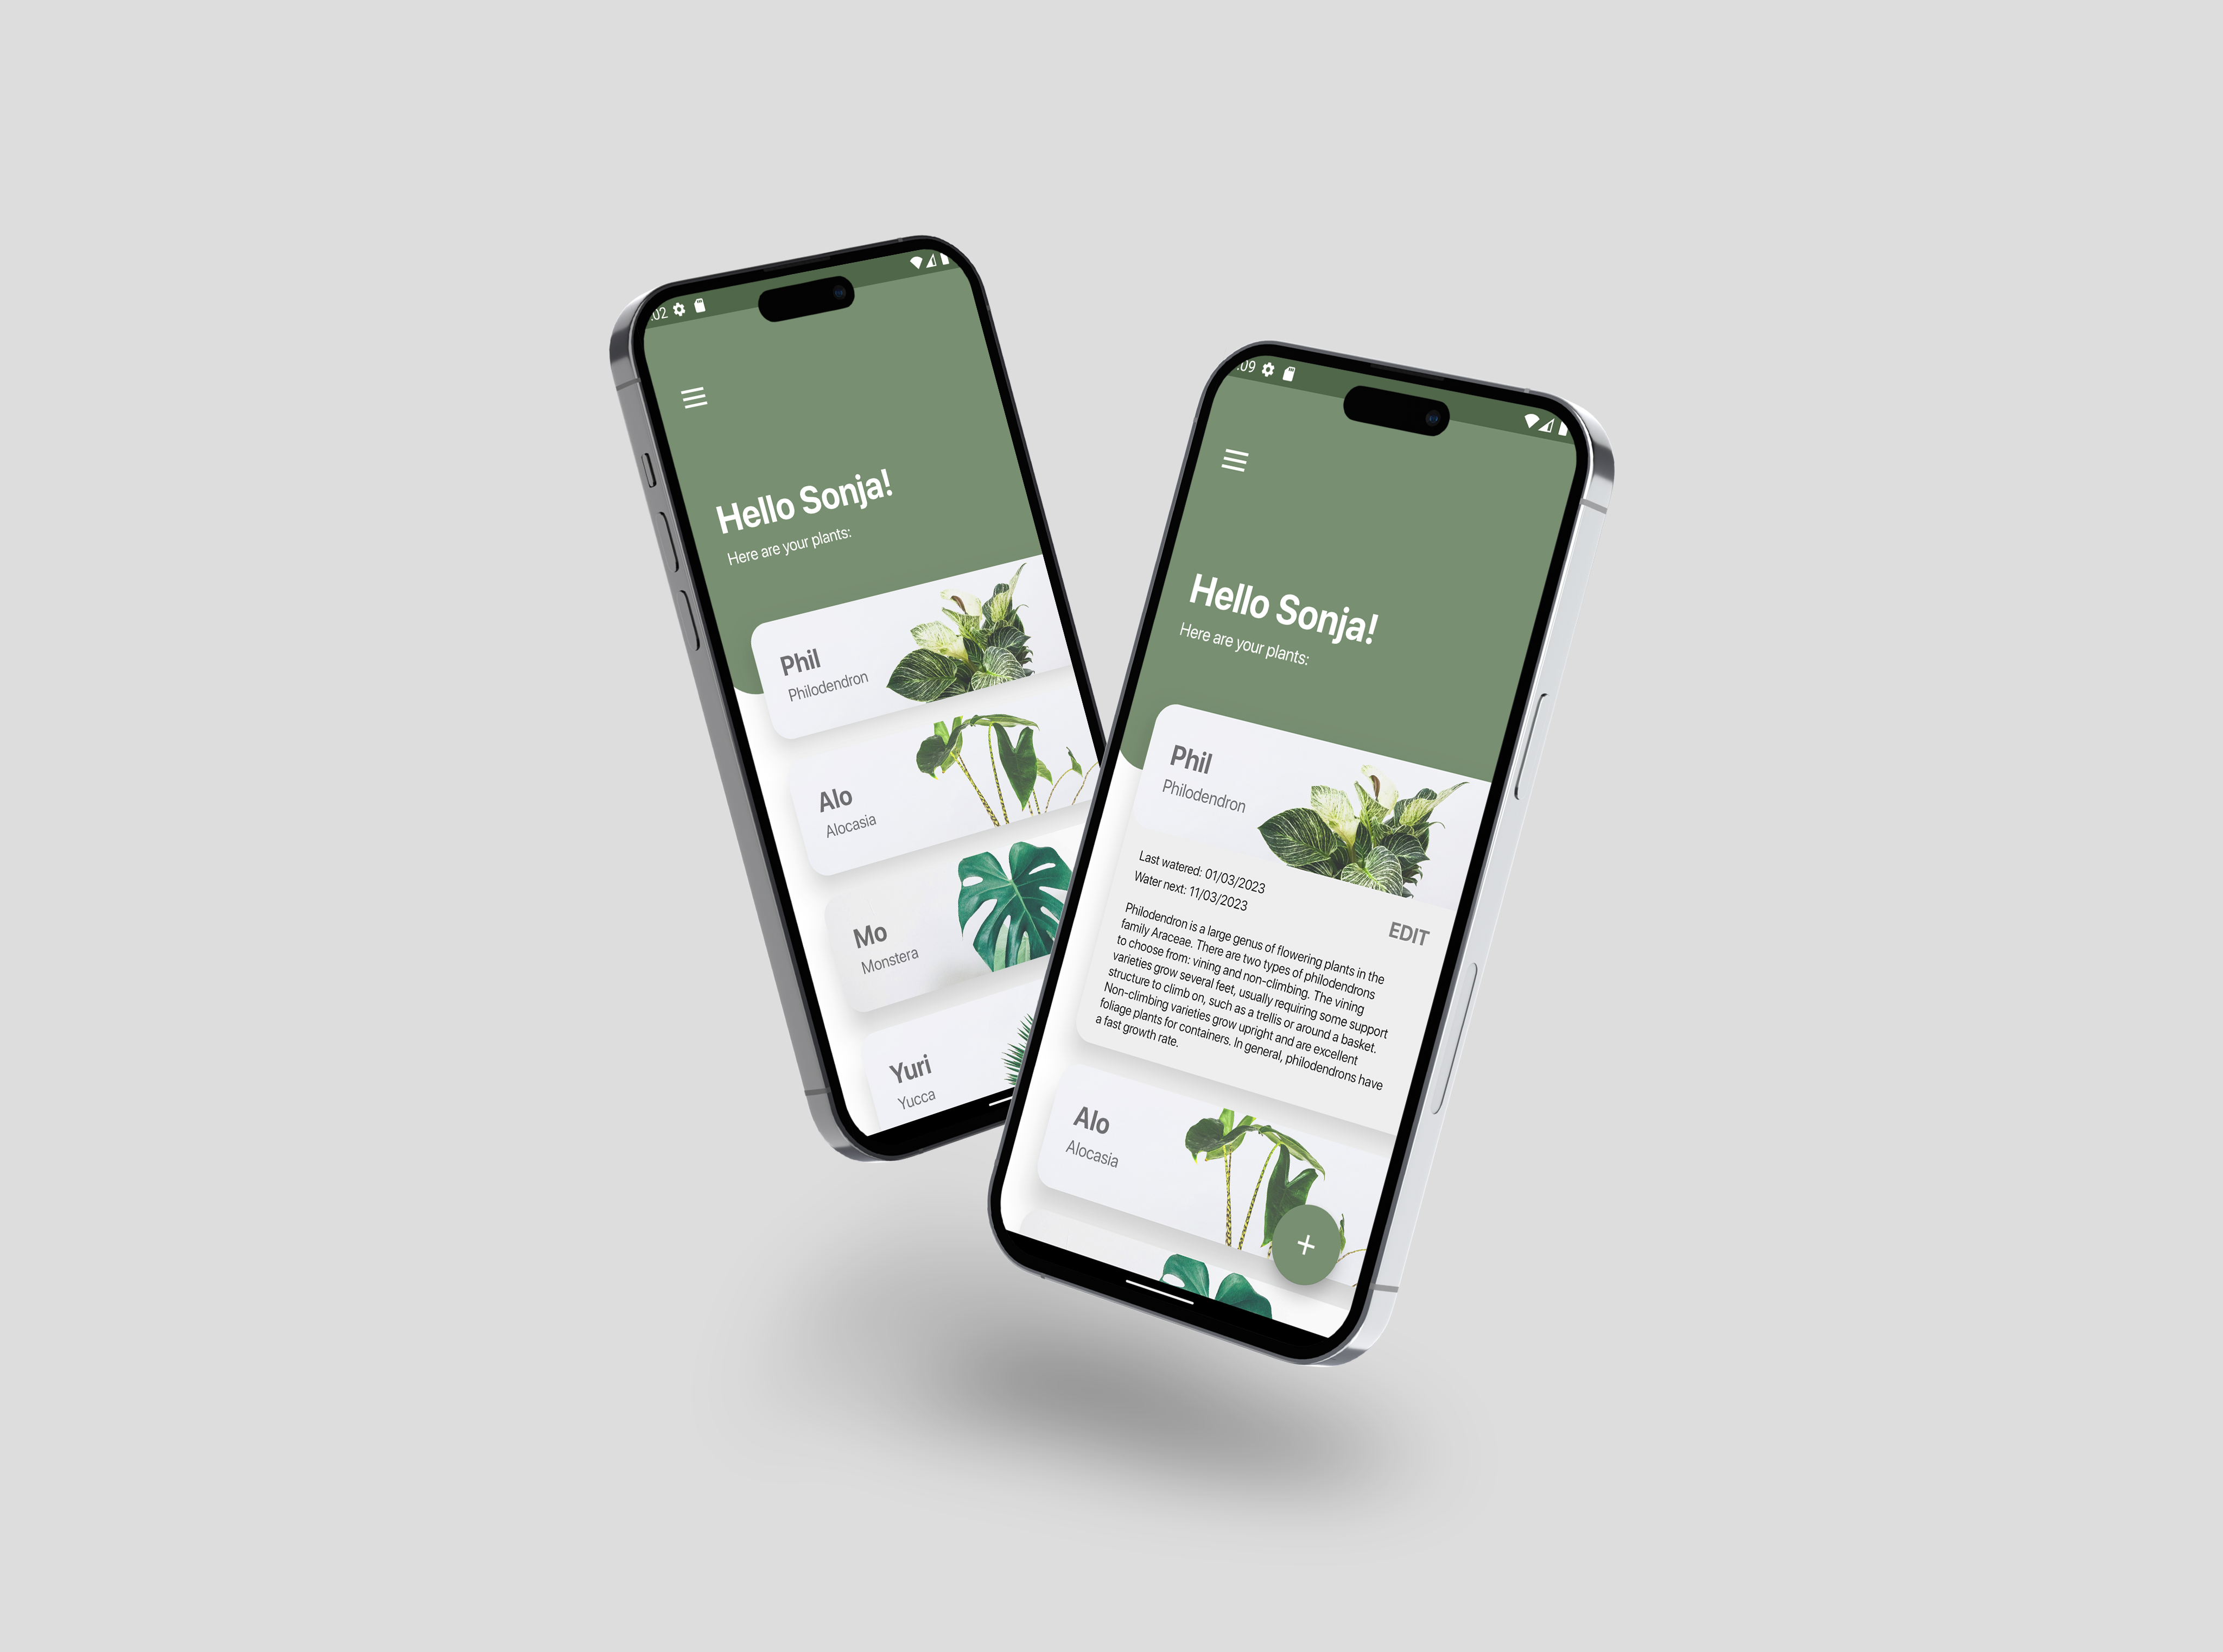 :02
Hello Sonja!
Here are your plants:
Phil
Philodendron
Alo
Alocasia
Mo
Monstera
Yuri
Yucca
:09
Hello Sonja!
Here are your plants:
Phil
Philodendron
Last watered: 01/03/2023
Water next: 11/03/2023
EDIT
Philodendron is a large genus of flowering plants in the
family Araceae. There are two types of philodendrons
to choose from: vining and non-climbing. The vining
varieties grow several feet, usually requiring some support
structure to climb on, such as a trellis or around a basket.
Non-climbing varieties grow upright and are excellent
foliage plants for containers. In general, philodendrons have
a fast growth rate.
Alo
Alocasia
+